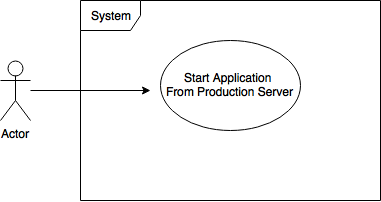 System
Start Application
From Production Server
Actor